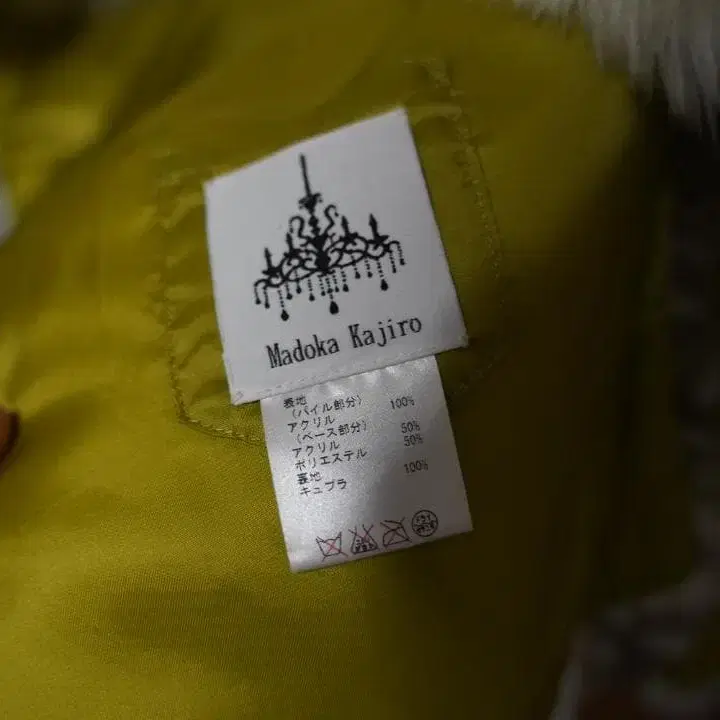 Madoka Kajiro
表地
(パイル部分)
アクリル 100%
(ベース部分)
アクリル 50%
ポリエステル 50%
裏地
キュプラ 100%